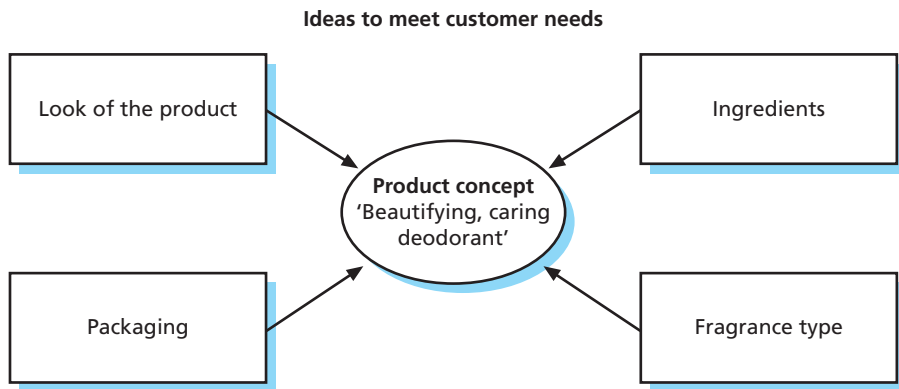 Ideas to meet customer needs
Look of the product
Ingredients
Product concept
‘Beautifying, caring
deodorant’
Packaging
Fragrance type